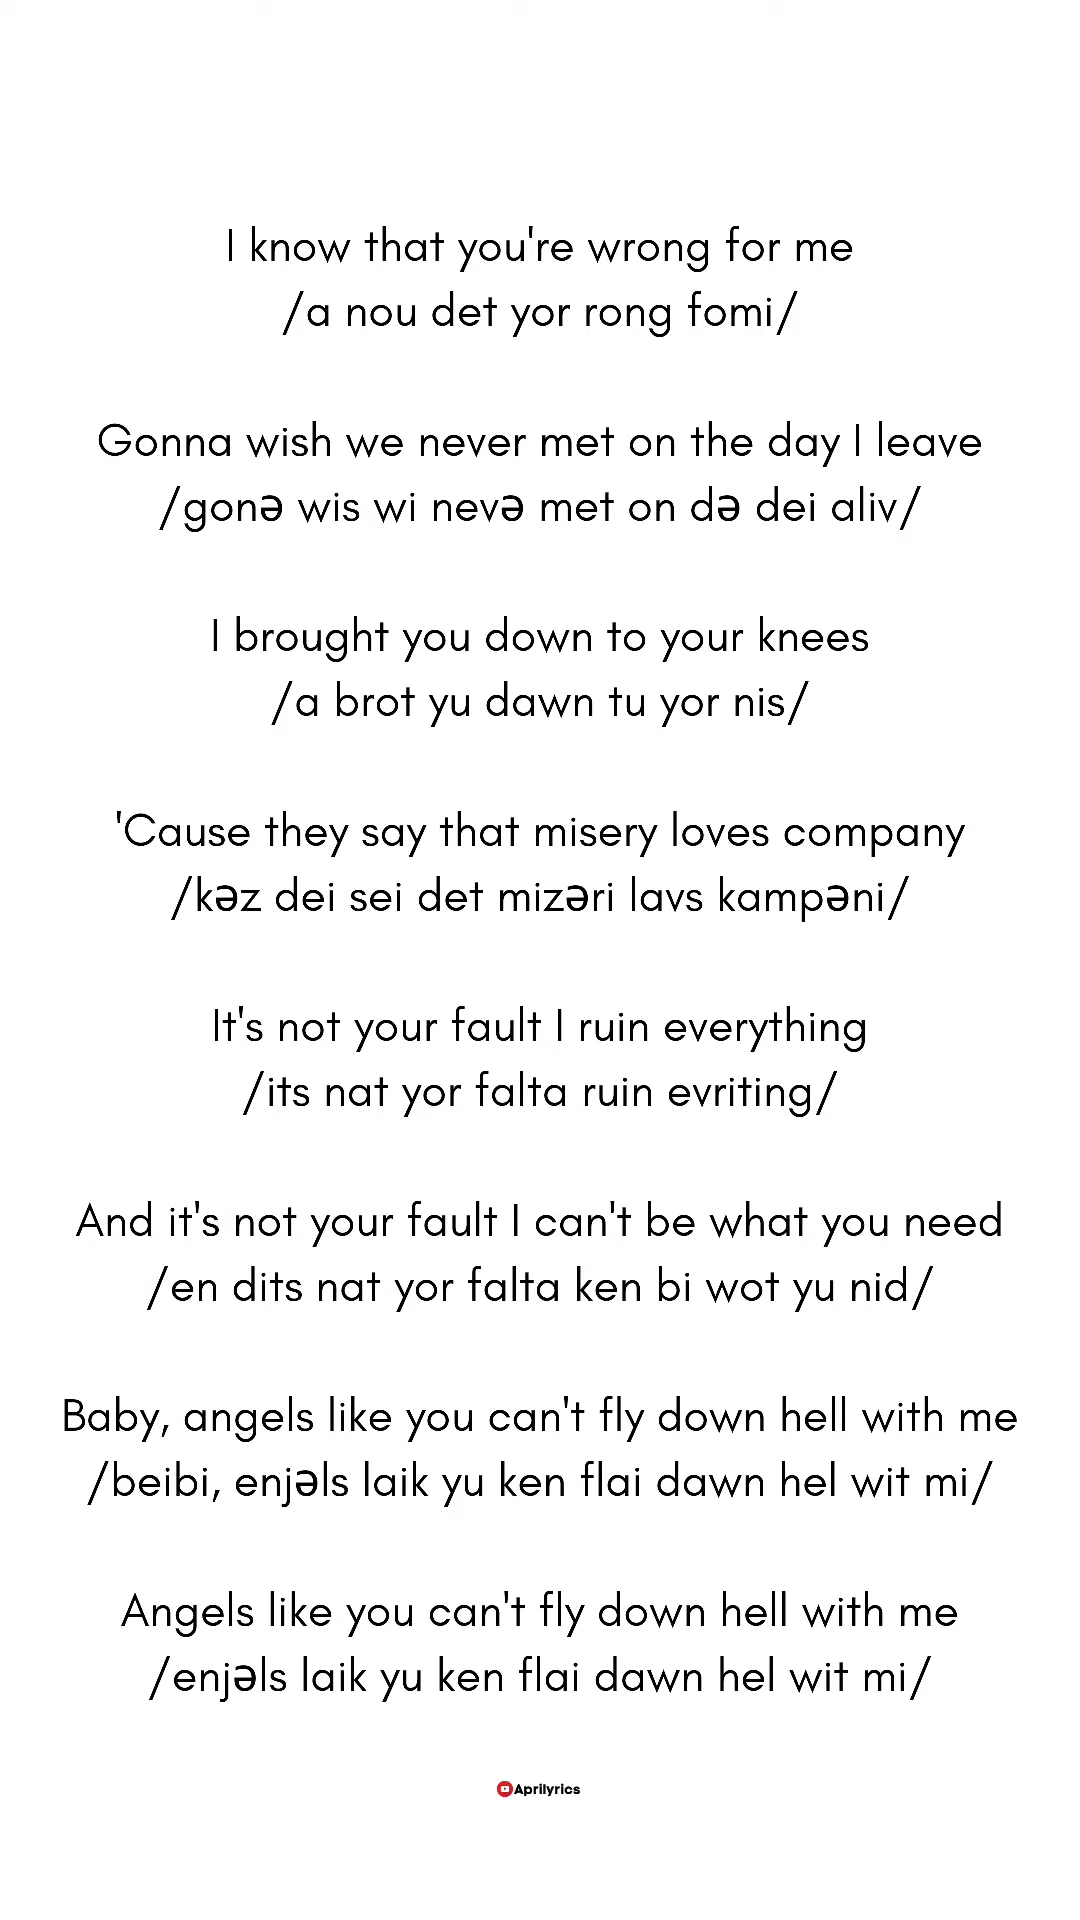 I know that you're wrong for me
/a nou det yor rong fomi/
Gonna wish we never met on the day I leave
/gonə wis wi nevə met on də dei aliv/
I brought you down to your knees
/a brot yu dawn tu yor nis/
'Cause they say that misery loves company
/kəz dei sei det mizəri lavs kampəni/
It's not your fault I ruin everything
/its nat yor falta ruin evriting/
And it's not your fault I can't be what you need
/en dits nat yor falta ken bi wot yu nid/
Baby, angels like you can't fly down hell with me
/beibi, enjəls laik yu ken flai dawn hel wit mi/
Angels like you can't fly down hell with me
/enjəls laik yu ken flai dawn hel wit mi/
Aprilyrics